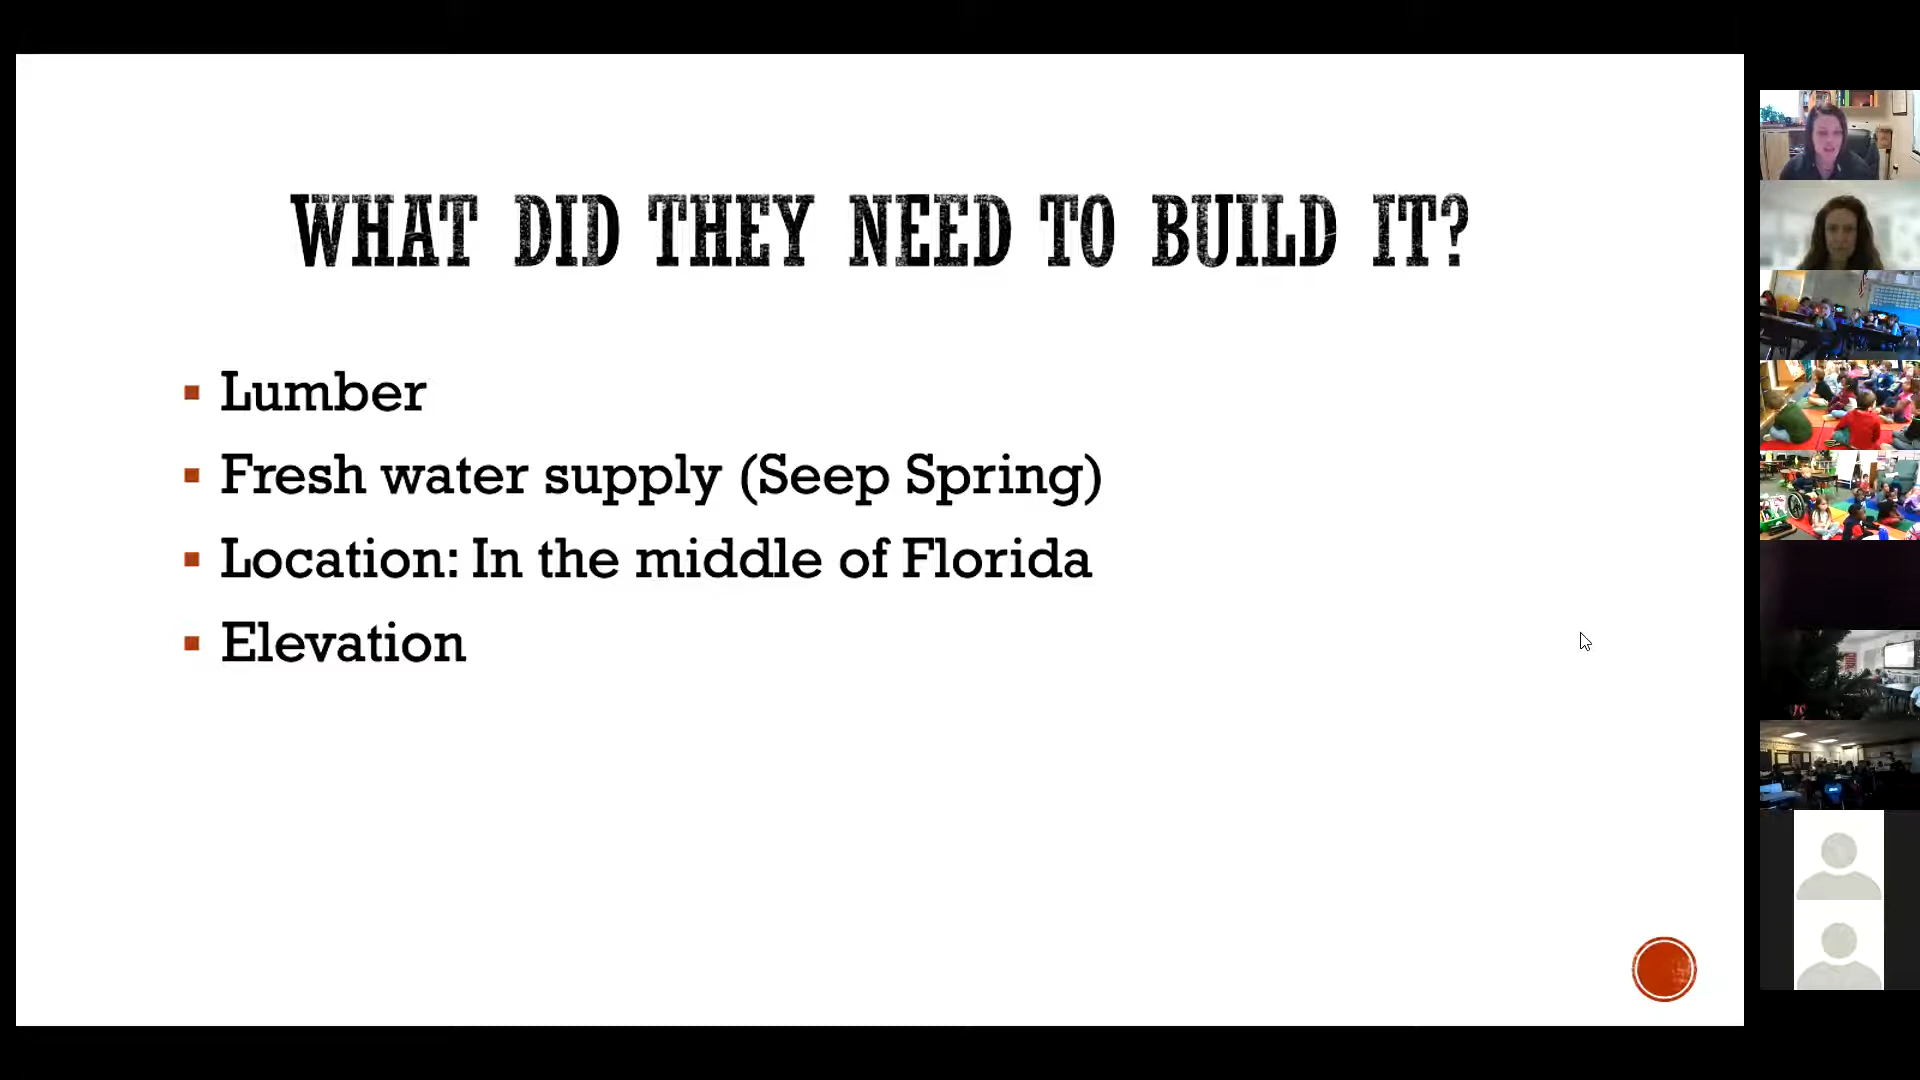 WHAT DID THEY NEED TO BUILD IT?
Lumber
Fresh water supply (Seep Spring)
Location: In the middle of Florida
Elevation